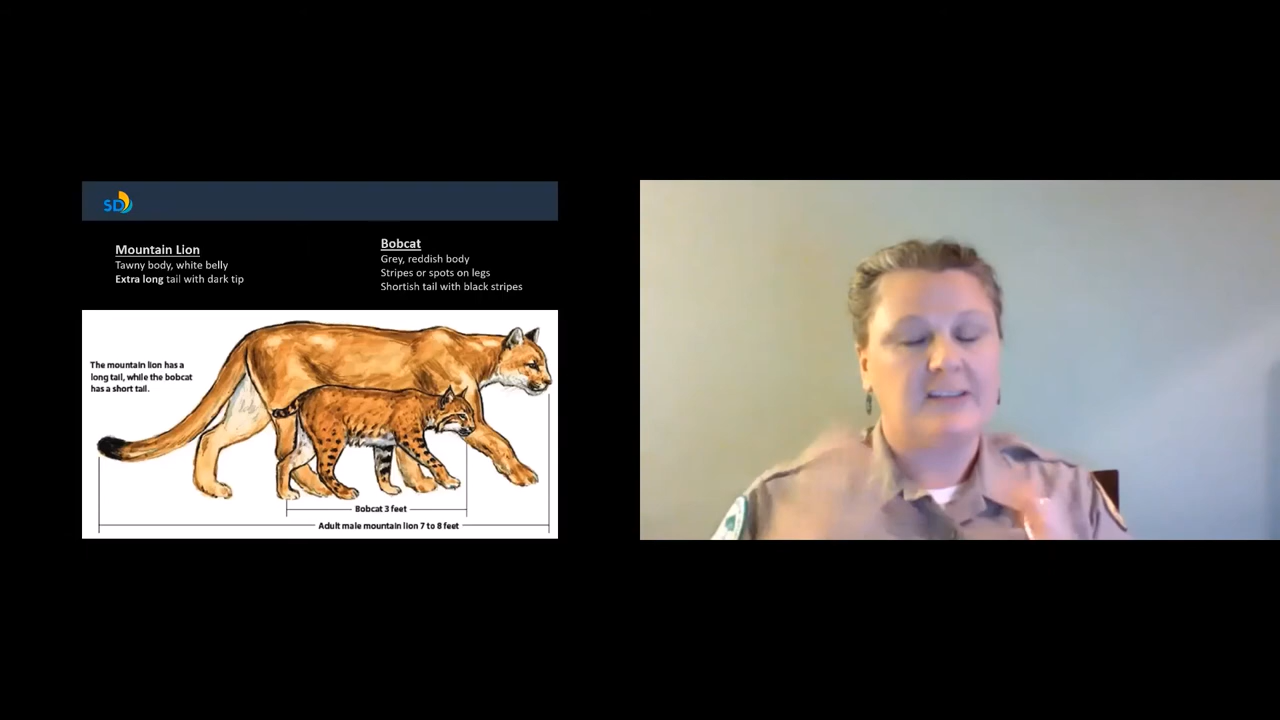 SD
Mountain Lion
Tawny body, white belly
Extra long tail with dark tip
Bobcat
Grey, reddish body
Stripes or spots on legs
Shortish tail with black stripes
The mountain lion has a
long tail, while the bobcat
has a short tail.
Bobcat 3 feet
Adult male mountain lion 7 to 8 feet